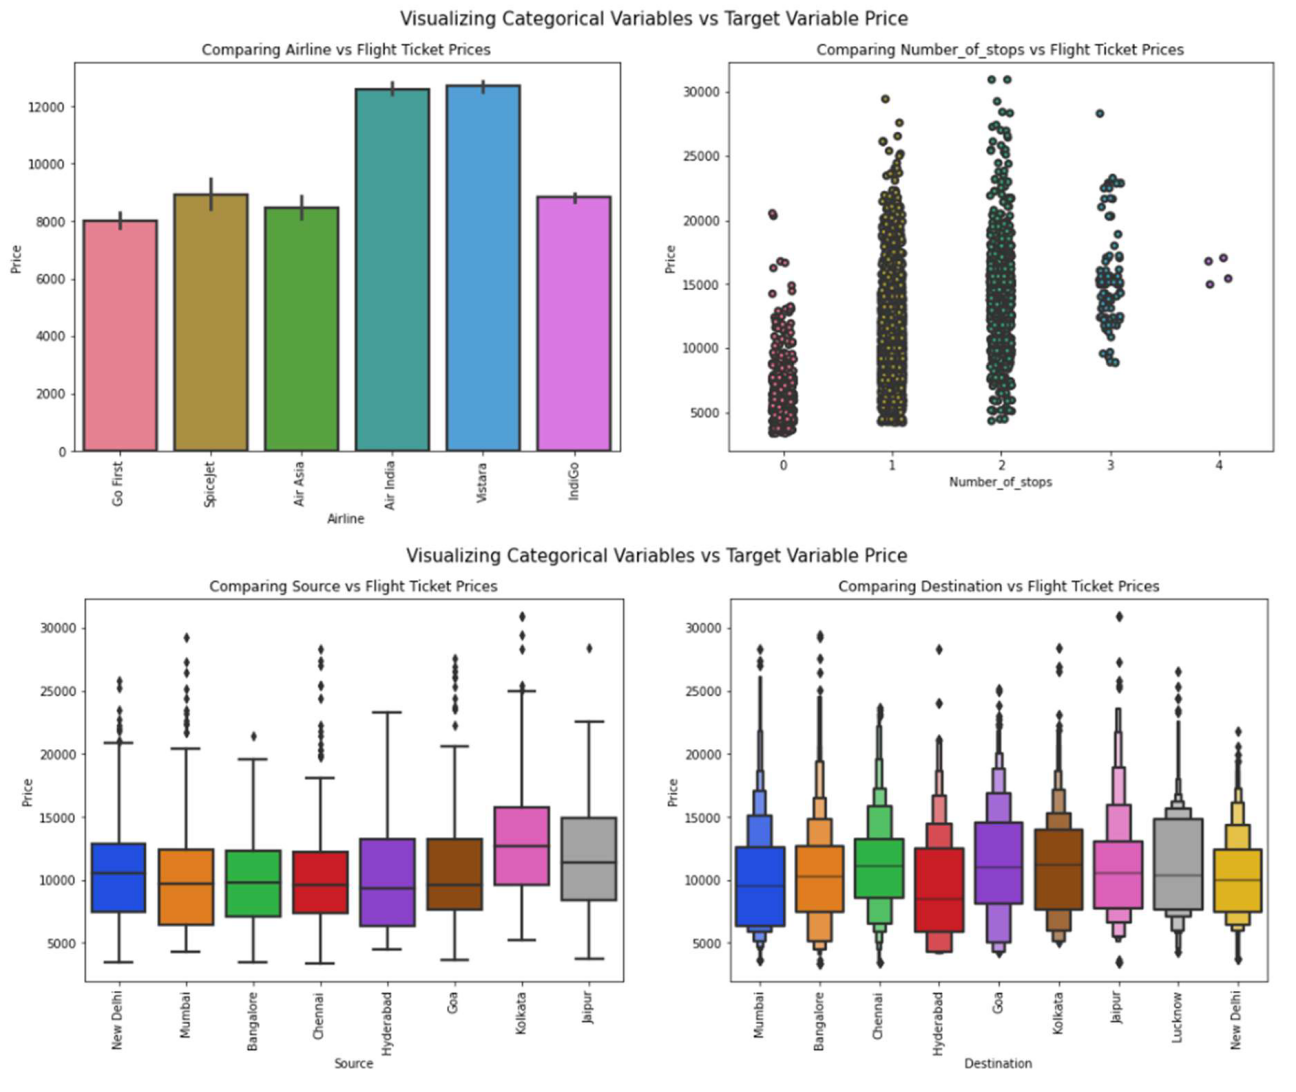 Visualizing Categorical Variables vs Target Variable Price
Comparing Airline vs Flight Ticket Prices
12000
10000
8000
6000
4000
2000
0
Price
Go First
SpiceJet
Air Asia
Air India
Vistara
IndiGo
Airline
Comparing Number_of_stops vs Flight Ticket Prices
30000
25000
20000
15000
10000
5000
Price
0 1 2 3 4
Number_of_stops
Visualizing Categorical Variables vs Target Variable Price
Comparing Source vs Flight Ticket Prices
30000
25000
20000
15000
10000
5000
Price
New Delhi
Mumbai
Bangalore
Chennai
Hyderabad
Goa
Kolkata
Jaipur
Source
Comparing Destination vs Flight Ticket Prices
30000
25000
20000
15000
10000
5000
Price
Mumbai
Bangalore
Chennai
Hyderabad
Goa
Kolkata
Jaipur
Lucknow
New Delhi
Destination